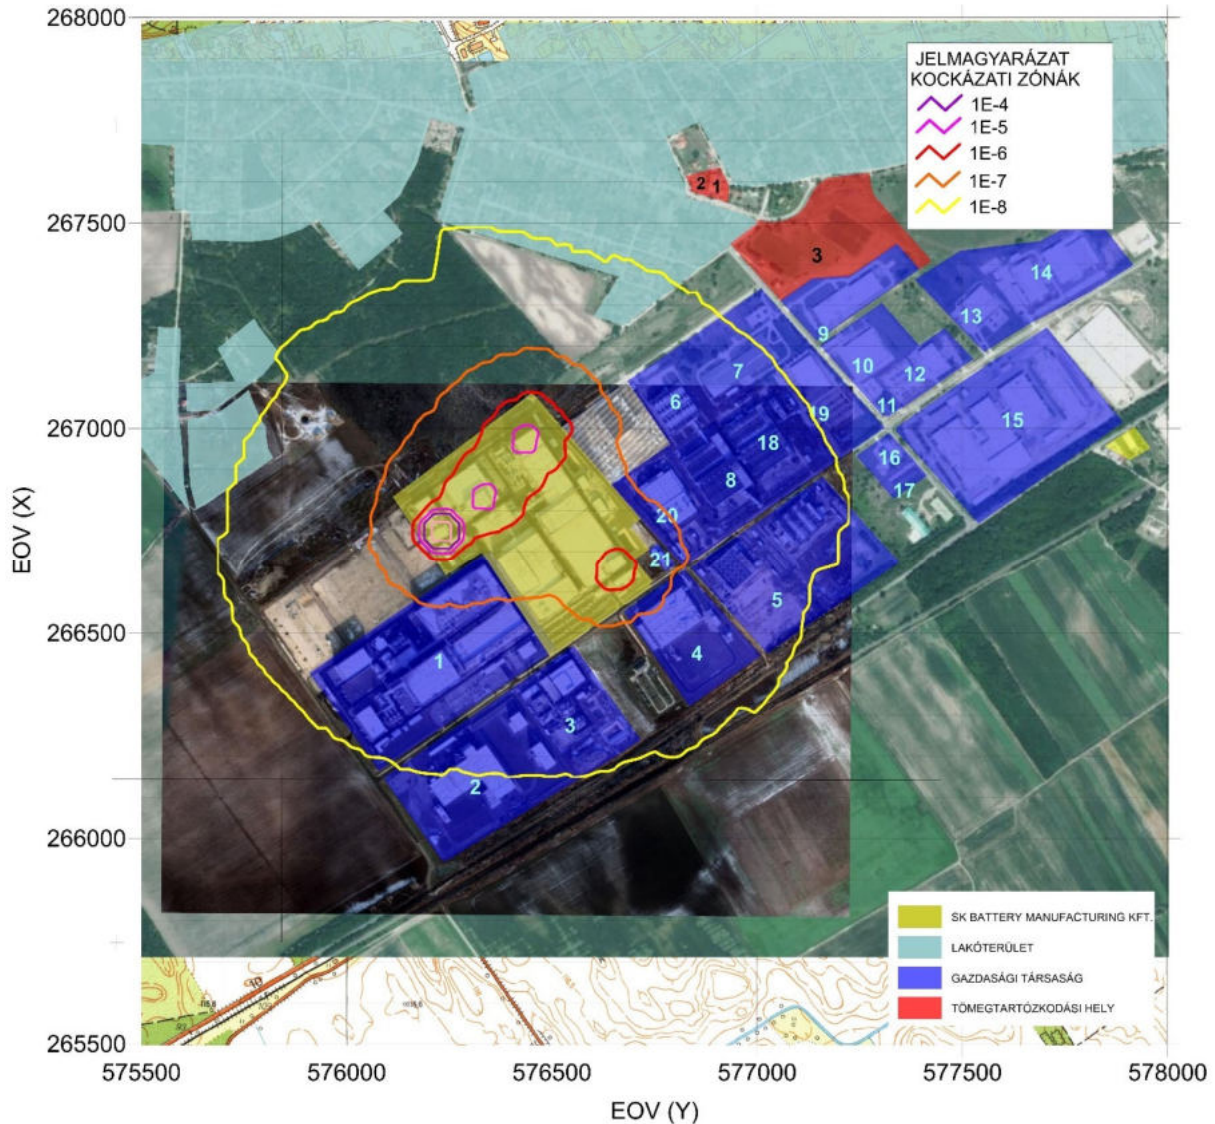 268000
267500
267000
266500
266000
265500
EOV (X)
JELMAGYARÁZAT
KOCKÁZATI ZÓNÁK
1E-4
1E-5
1E-6
1E-7
1E-8
2 1
3
14
13
9
10
12
11
7
6
19
18
15
16
17
8
20
21
5
4
1
3
2
SK BATTERY MANUFACTURING KFT.
LAKÓTERÜLET
GAZDASÁGI TÁRSASÁG
TÖMEGTARTÓZKODÁSI HELY
575500 576000 576500 577000 577500 578000
EOV (Y)